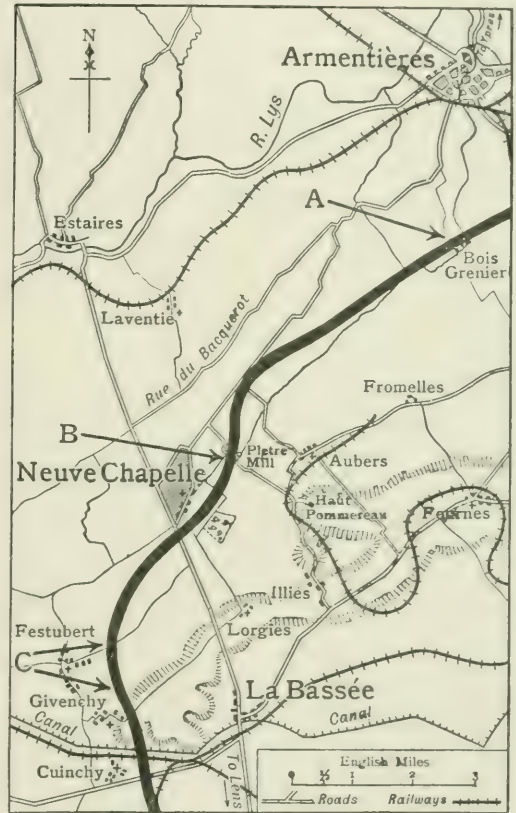 N
To Ypres
Armentières
R. Lys
A
Estaires
Bois
Grenier
Laventie
Rue du Bacquerot
Fromelles
B
Pietre
Mill
Aubers
Neuve Chapelle
Haut
Pommereau
Fournes
Illies
Lorgies
Festubert
C
Givenchy
La Bassée
Canal
Canal
Cuinchy
To Lens
English Miles
0 ½ 1 2 3
Roads Railways